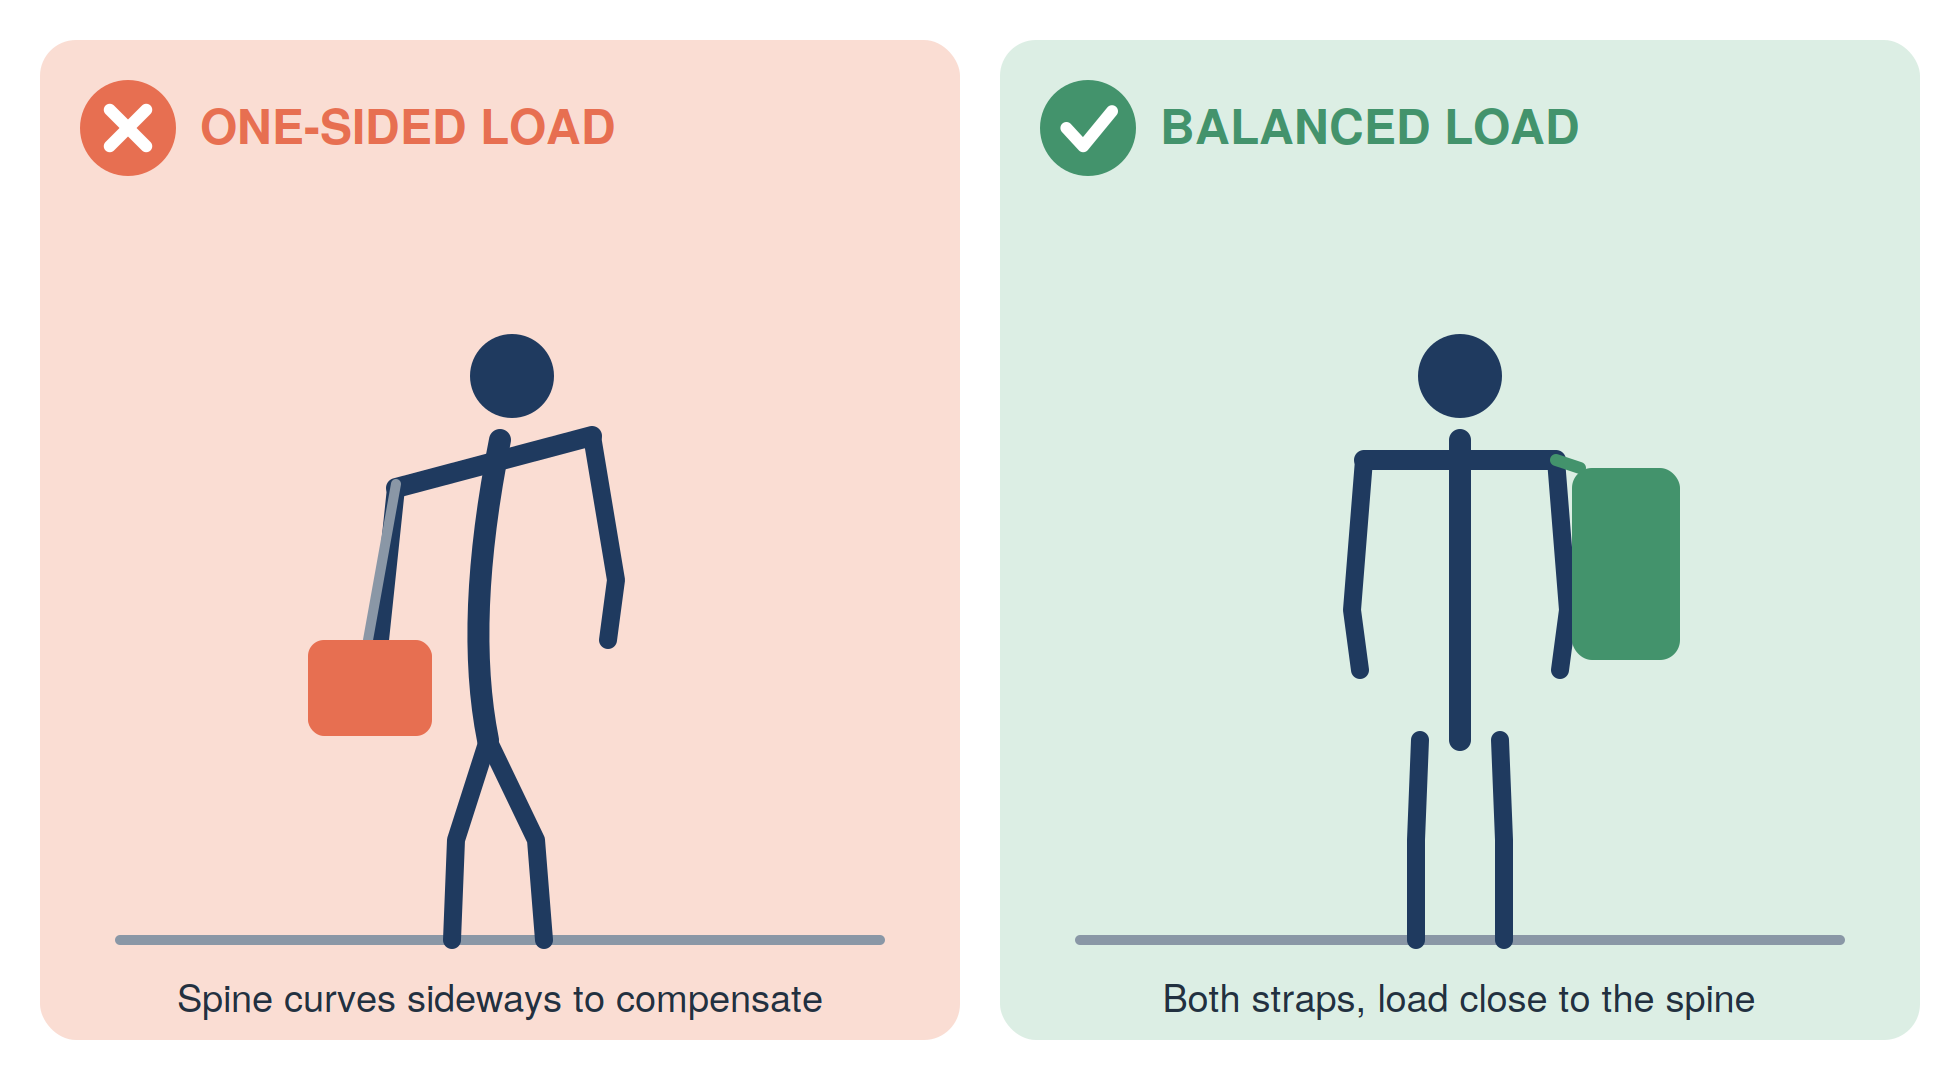 ONE-SIDED LOAD
Spine curves sideways to compensate
BALANCED LOAD
Both straps, load close to the spine